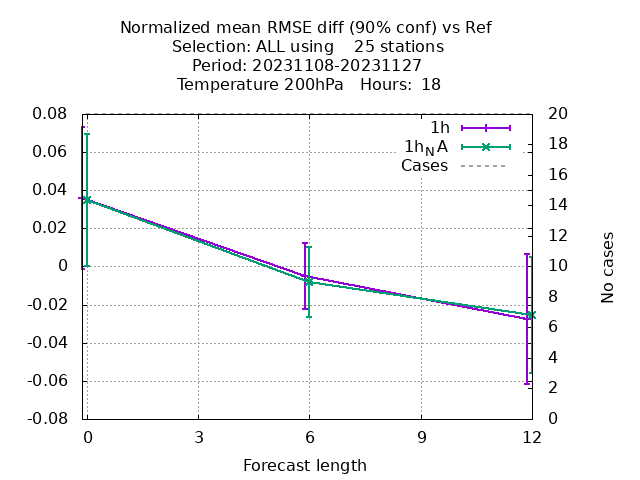 Normalized mean RMSE diff (90% conf) vs Ref
Selection: ALL using    25 stations
Period: 20231108-20231127
Temperature 200hPa   Hours:  18
1h
1hNA
Cases
0.08
0.06
0.04
0.02
0
-0.02
-0.04
-0.06
-0.08
20
18
16
14
12
10
8
6
4
2
0
No cases
0 3 6 9 12
Forecast length